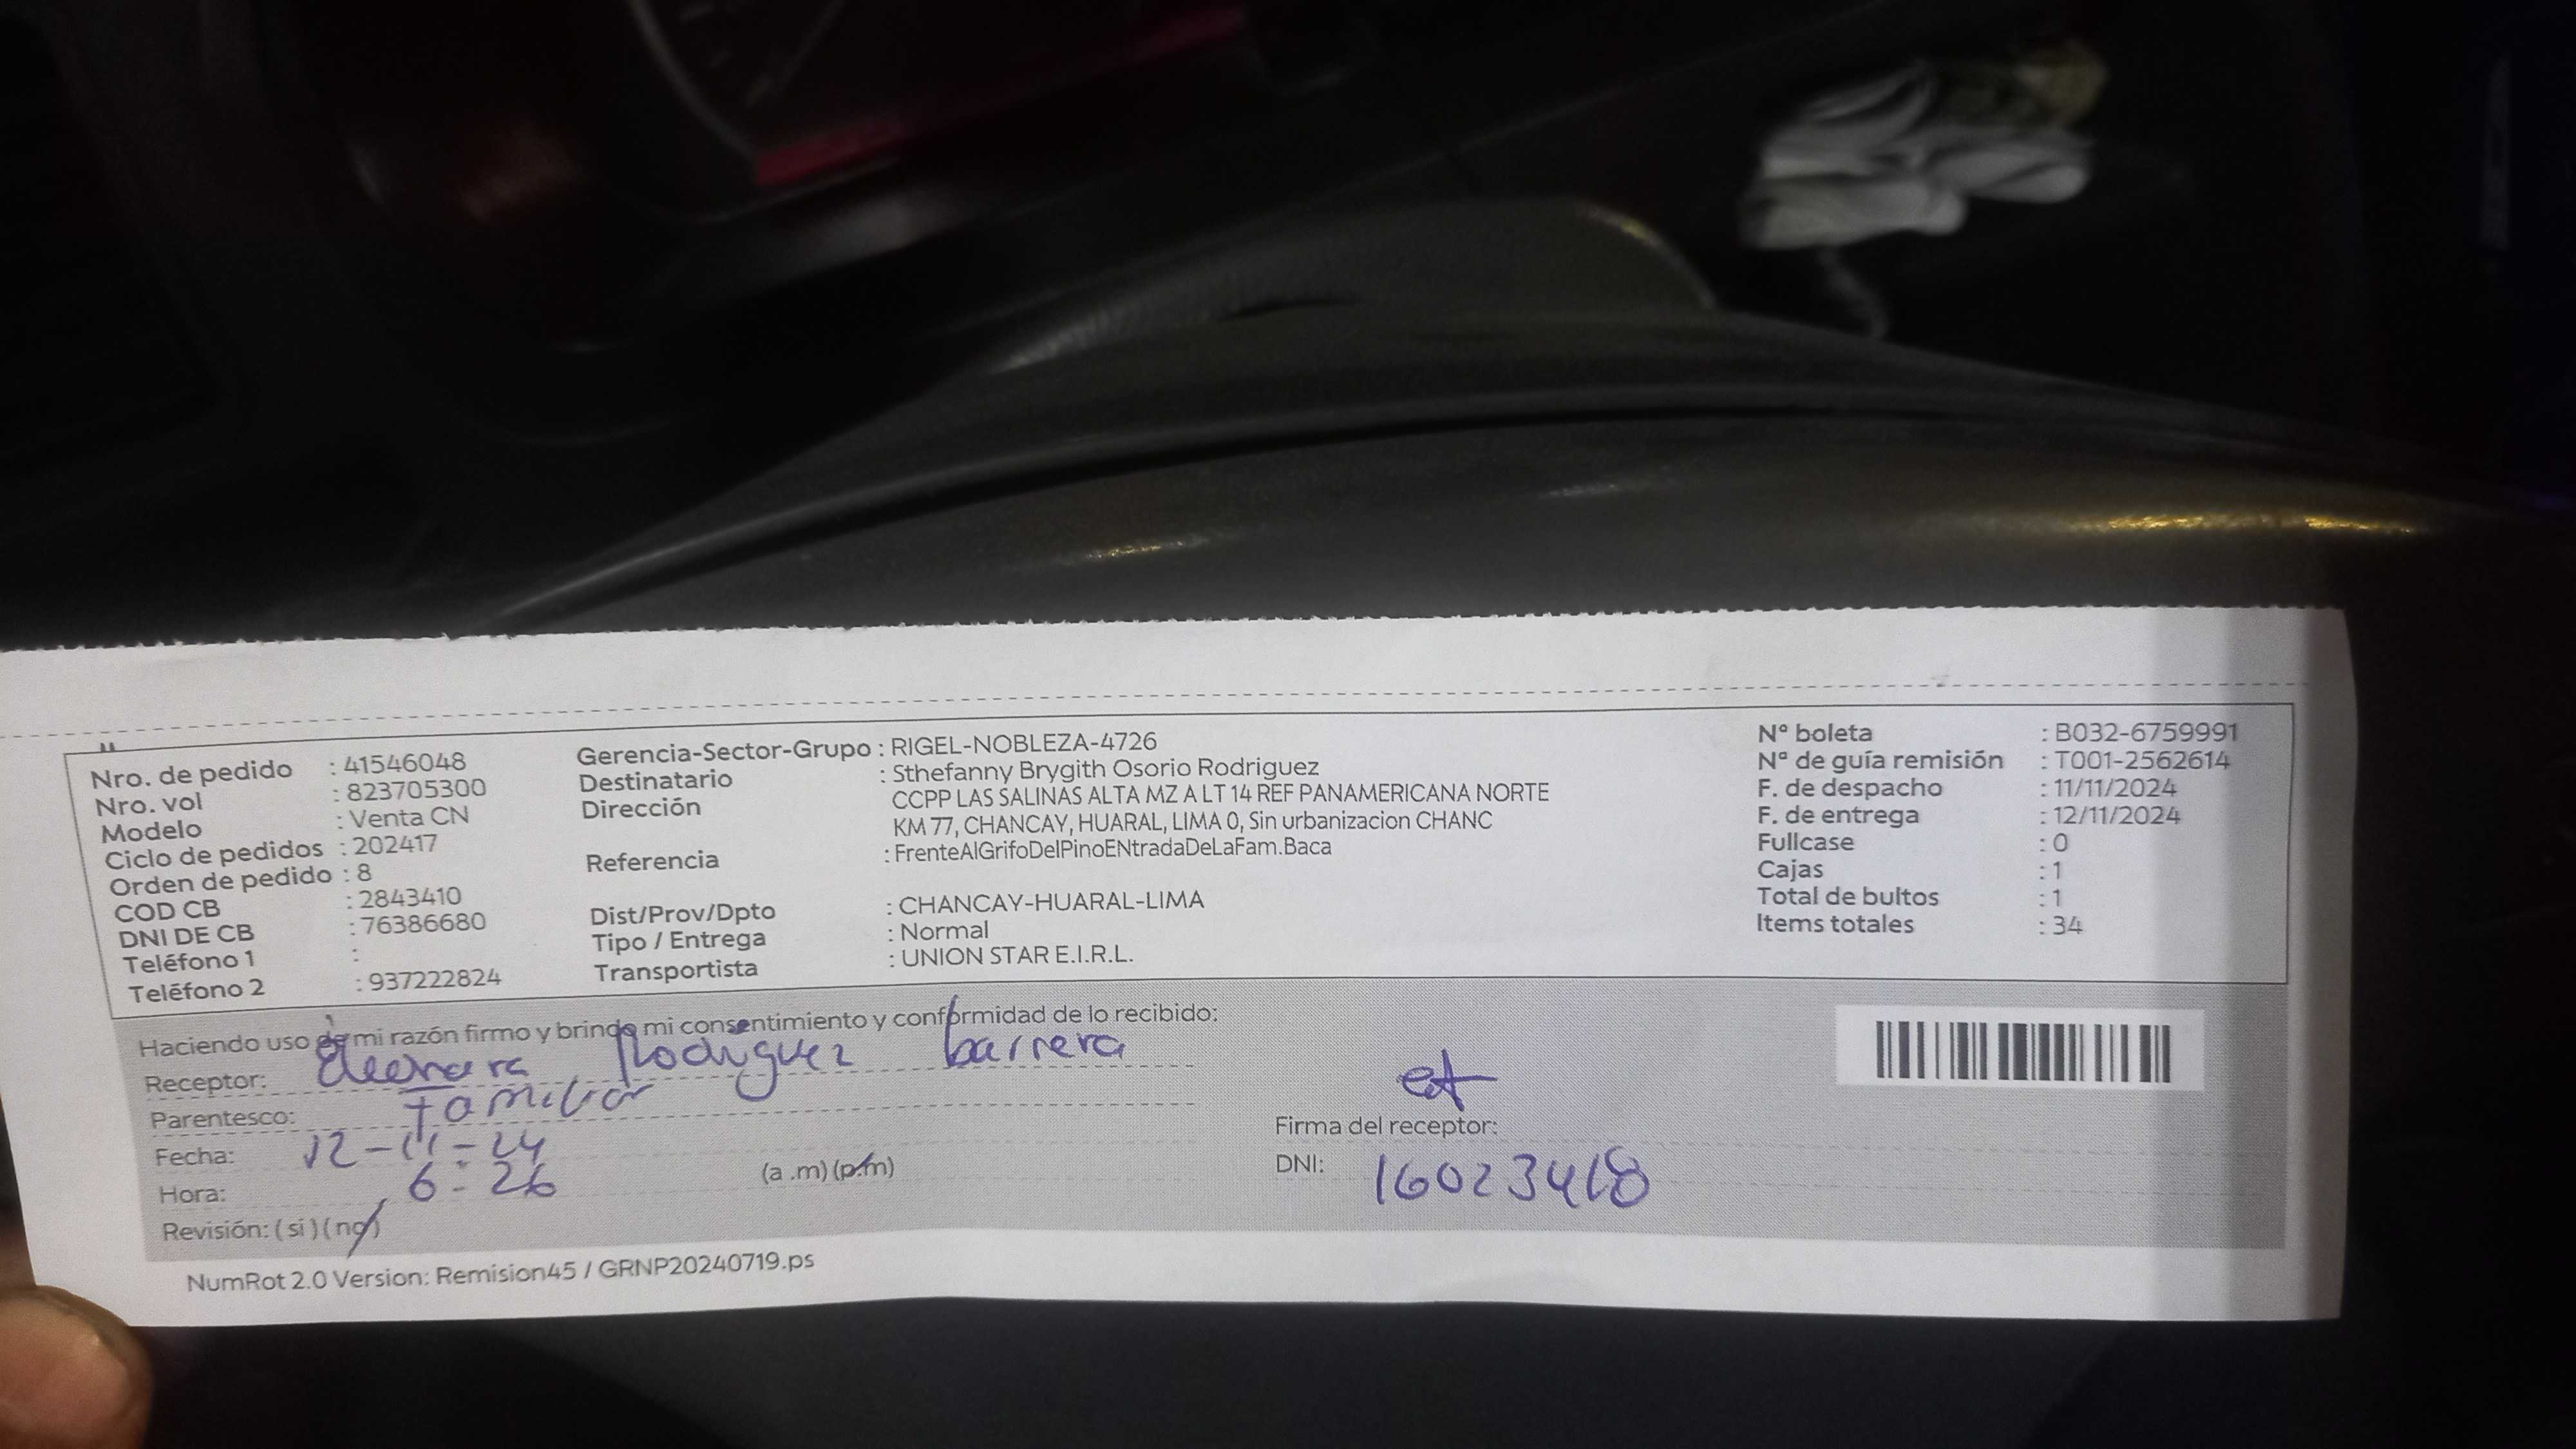 Nro. de pedido : 41546048
Nro. vol : 823705300
Modelo : Venta CN
Ciclo de pedidos : 202417
Orden de pedido : 8
COD CB : 2843410
DNI DE CB : 76386680
Teléfono 1 :
Teléfono 2 : 937222824
Gerencia-Sector-Grupo : RIGEL-NOBLEZA-4726
Destinatario : Sthefanny Brygith Osorio Rodriguez
Dirección CCPP LAS SALINAS ALTA MZ A LT 14 REF PANAMERICANA NORTE
KM 77, CHANCAY, HUARAL, LIMA 0, Sin urbanizacion CHANC
Referencia : FrenteAlGrifoDelPinoENtradaDeLaFam.Baca
Dist/Prov/Dpto : CHANCAY-HUARAL-LIMA
Tipo / Entrega : Normal
Transportista : UNION STAR E.I.R.L.
N° boleta : B032-6759991
N° de guía remisión : T001-2562614
F. de despacho : 11/11/2024
F. de entrega : 12/11/2024
Fullcase : 0
Cajas : 1
Total de bultos : 1
Items totales : 34
Haciendo uso de mi razón firmo y brindo mi consentimiento y conformidad de lo recibido:
Receptor: Rodriguez barrera
Parentesco: Familiar
Fecha: 12-11-24
Hora: 6:26 (a .m) (p.m)
Revisión: ( si ) ( no )
Firma del receptor:
DNI: 16023418
NumRot 2.0 Version: Remision45 / GRNP20240719.ps